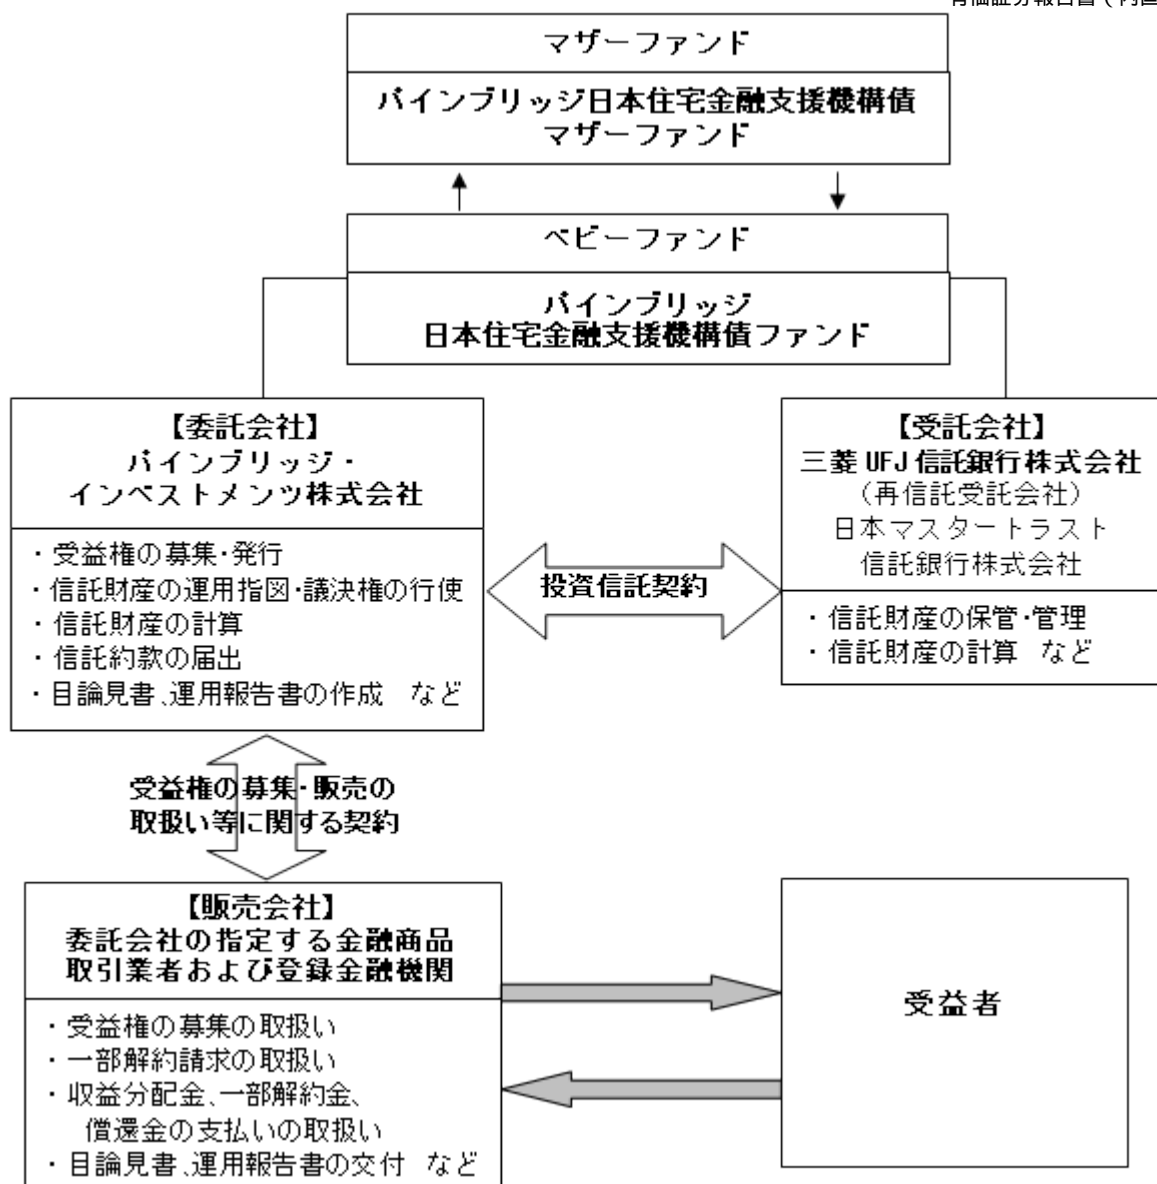 マザーファンド
パインブリッジ日本住宅金融支援機構債
マザーファンド
ベビーファンド
パインブリッジ
日本住宅金融支援機構債ファンド
【委託会社】
パインブリッジ・
インベストメンツ株式会社
・受益権の募集・発行
・信託財産の運用指図・議決権の行使
・信託財産の計算
・信託約款の届出
・目論見書、運用報告書の作成 など
投資信託契約
【受託会社】
三菱 UFJ 信託銀行株式会社
（再信託受託会社）
日本マスタートラスト
信託銀行株式会社
・信託財産の保管・管理
・信託財産の計算 など
受益権の募集・販売の
取扱い等に関する契約
【販売会社】
委託会社の指定する金融商品
取引業者および登録金融機関
・受益権の募集の取扱い
・一部解約請求の取扱い
・収益分配金、一部解約金、
償還金の支払いの取扱い
・目論見書、運用報告書の交付 など
受益者